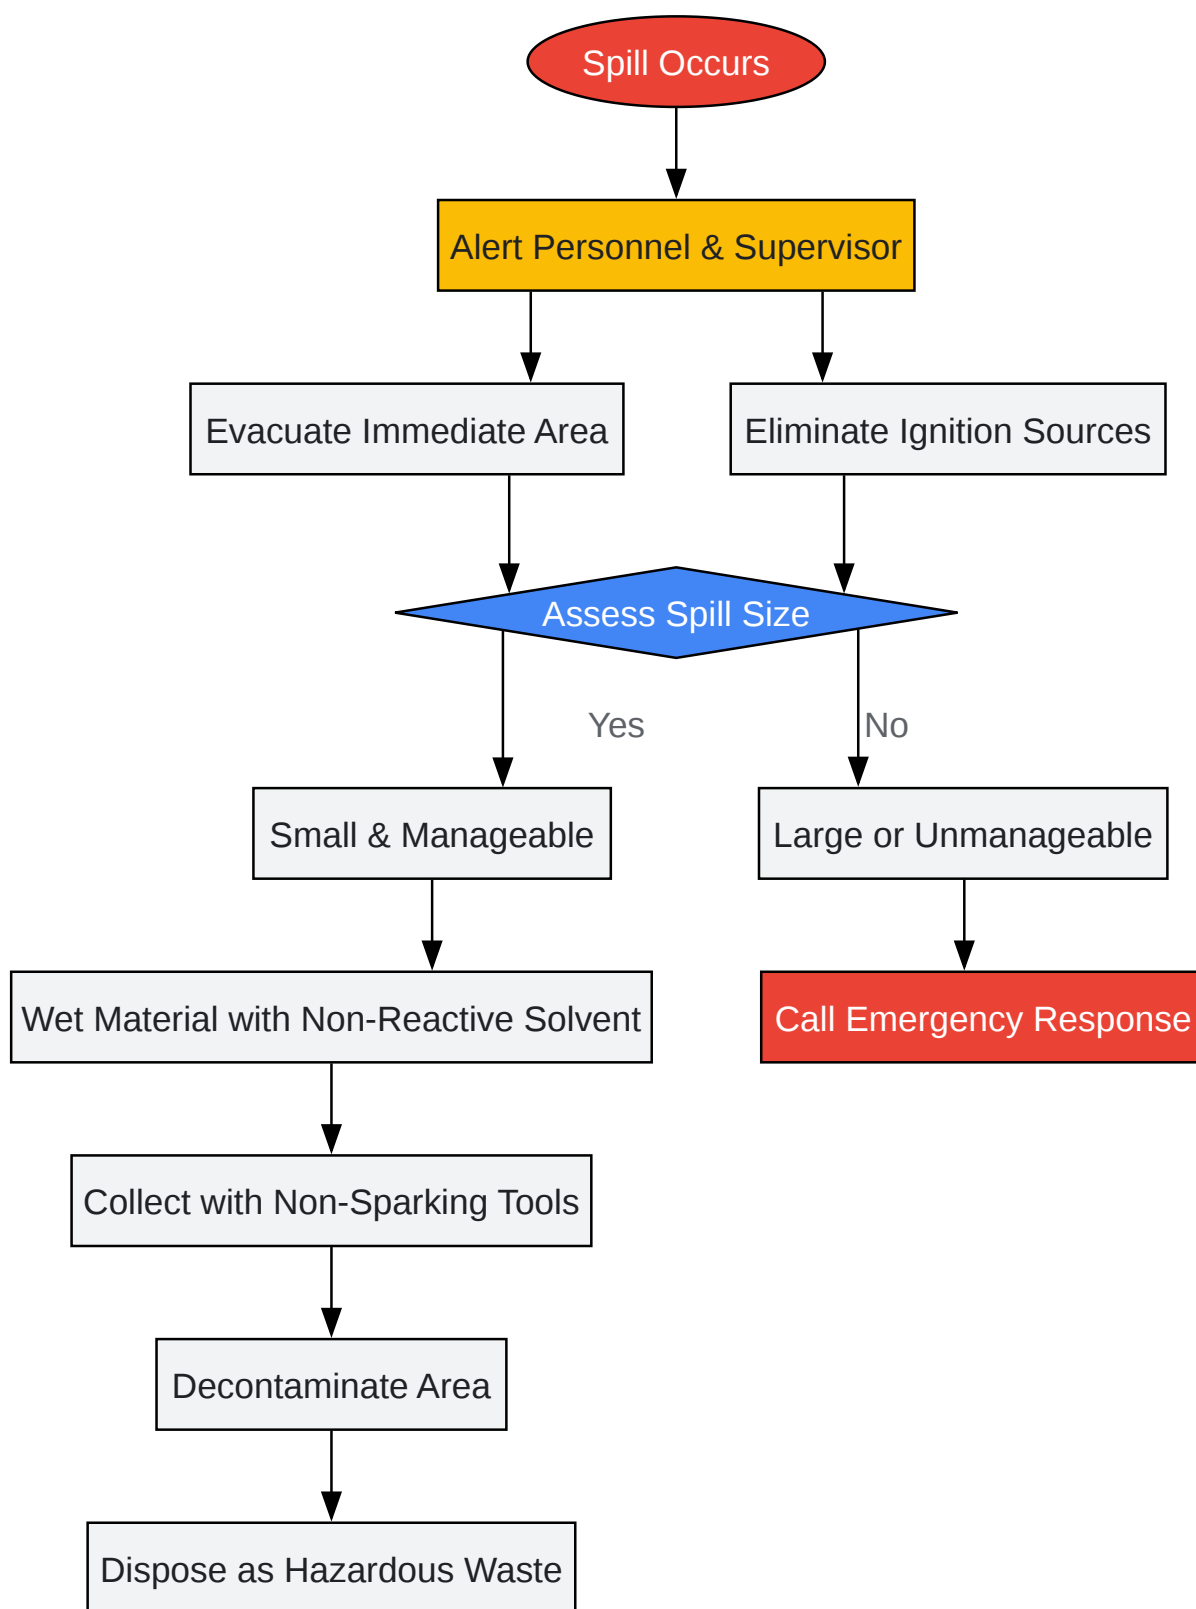 Spill Occurs
Alert Personnel & Supervisor
Evacuate Immediate Area
Eliminate Ignition Sources
Assess Spill Size
Yes
No
Small & Manageable
Large or Unmanageable
Wet Material with Non-Reactive Solvent
Call Emergency Response
Collect with Non-Sparking Tools
Decontaminate Area
Dispose as Hazardous Waste